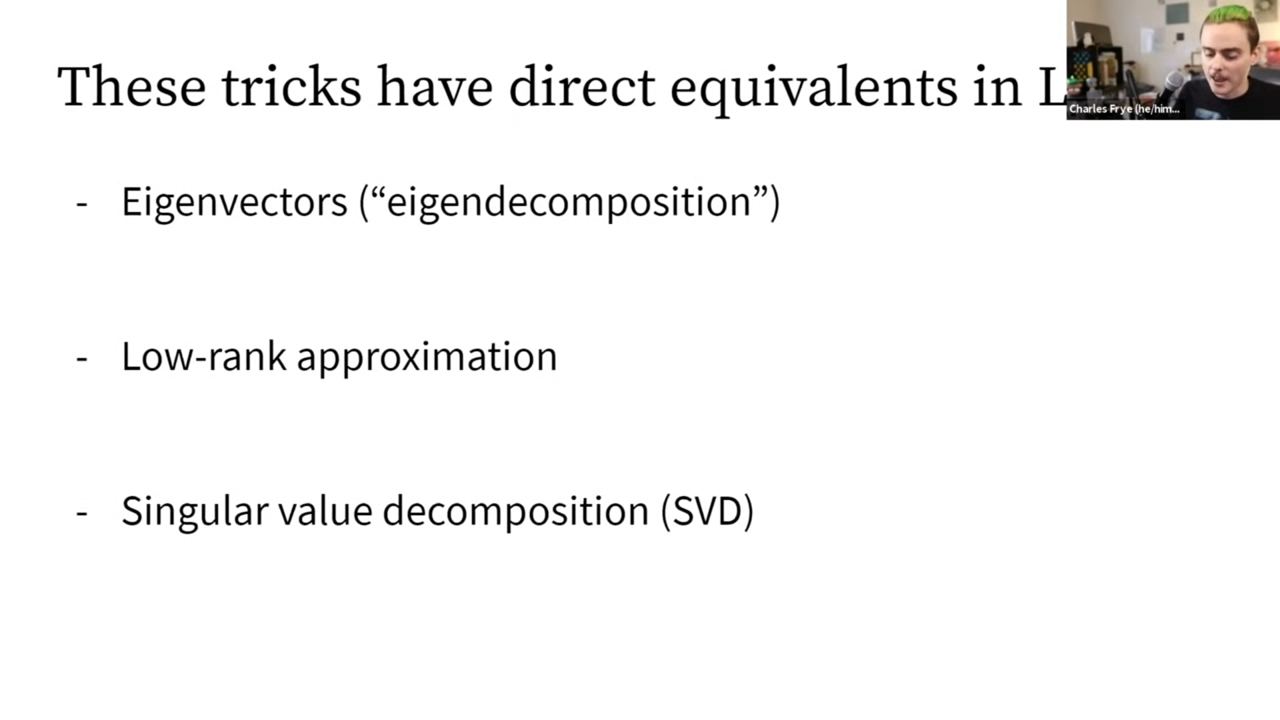 These tricks have direct equivalents in L
Charles Frye (he/him...
- Eigenvectors (“eigendecomposition”)
- Low-rank approximation
- Singular value decomposition (SVD)